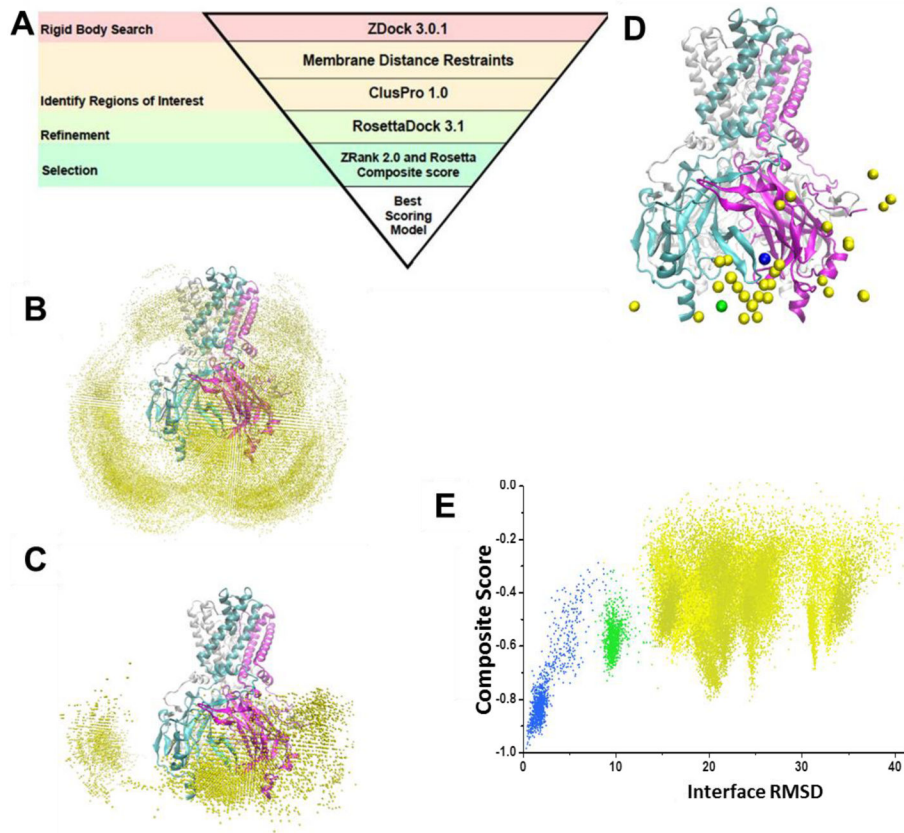 A
Rigid Body Search
ZDock 3.0.1
Membrane Distance Restraints
Identify Regions of Interest
ClusPro 1.0
Refinement
RosettaDock 3.1
Selection
ZRank 2.0 and Rosetta
Composite score
Best
Scoring
Model
B
C
D
E
Composite Score
0.0
-0.2
-0.4
-0.6
-0.8
-1.0
0
10
20
30
40
Interface RMSD